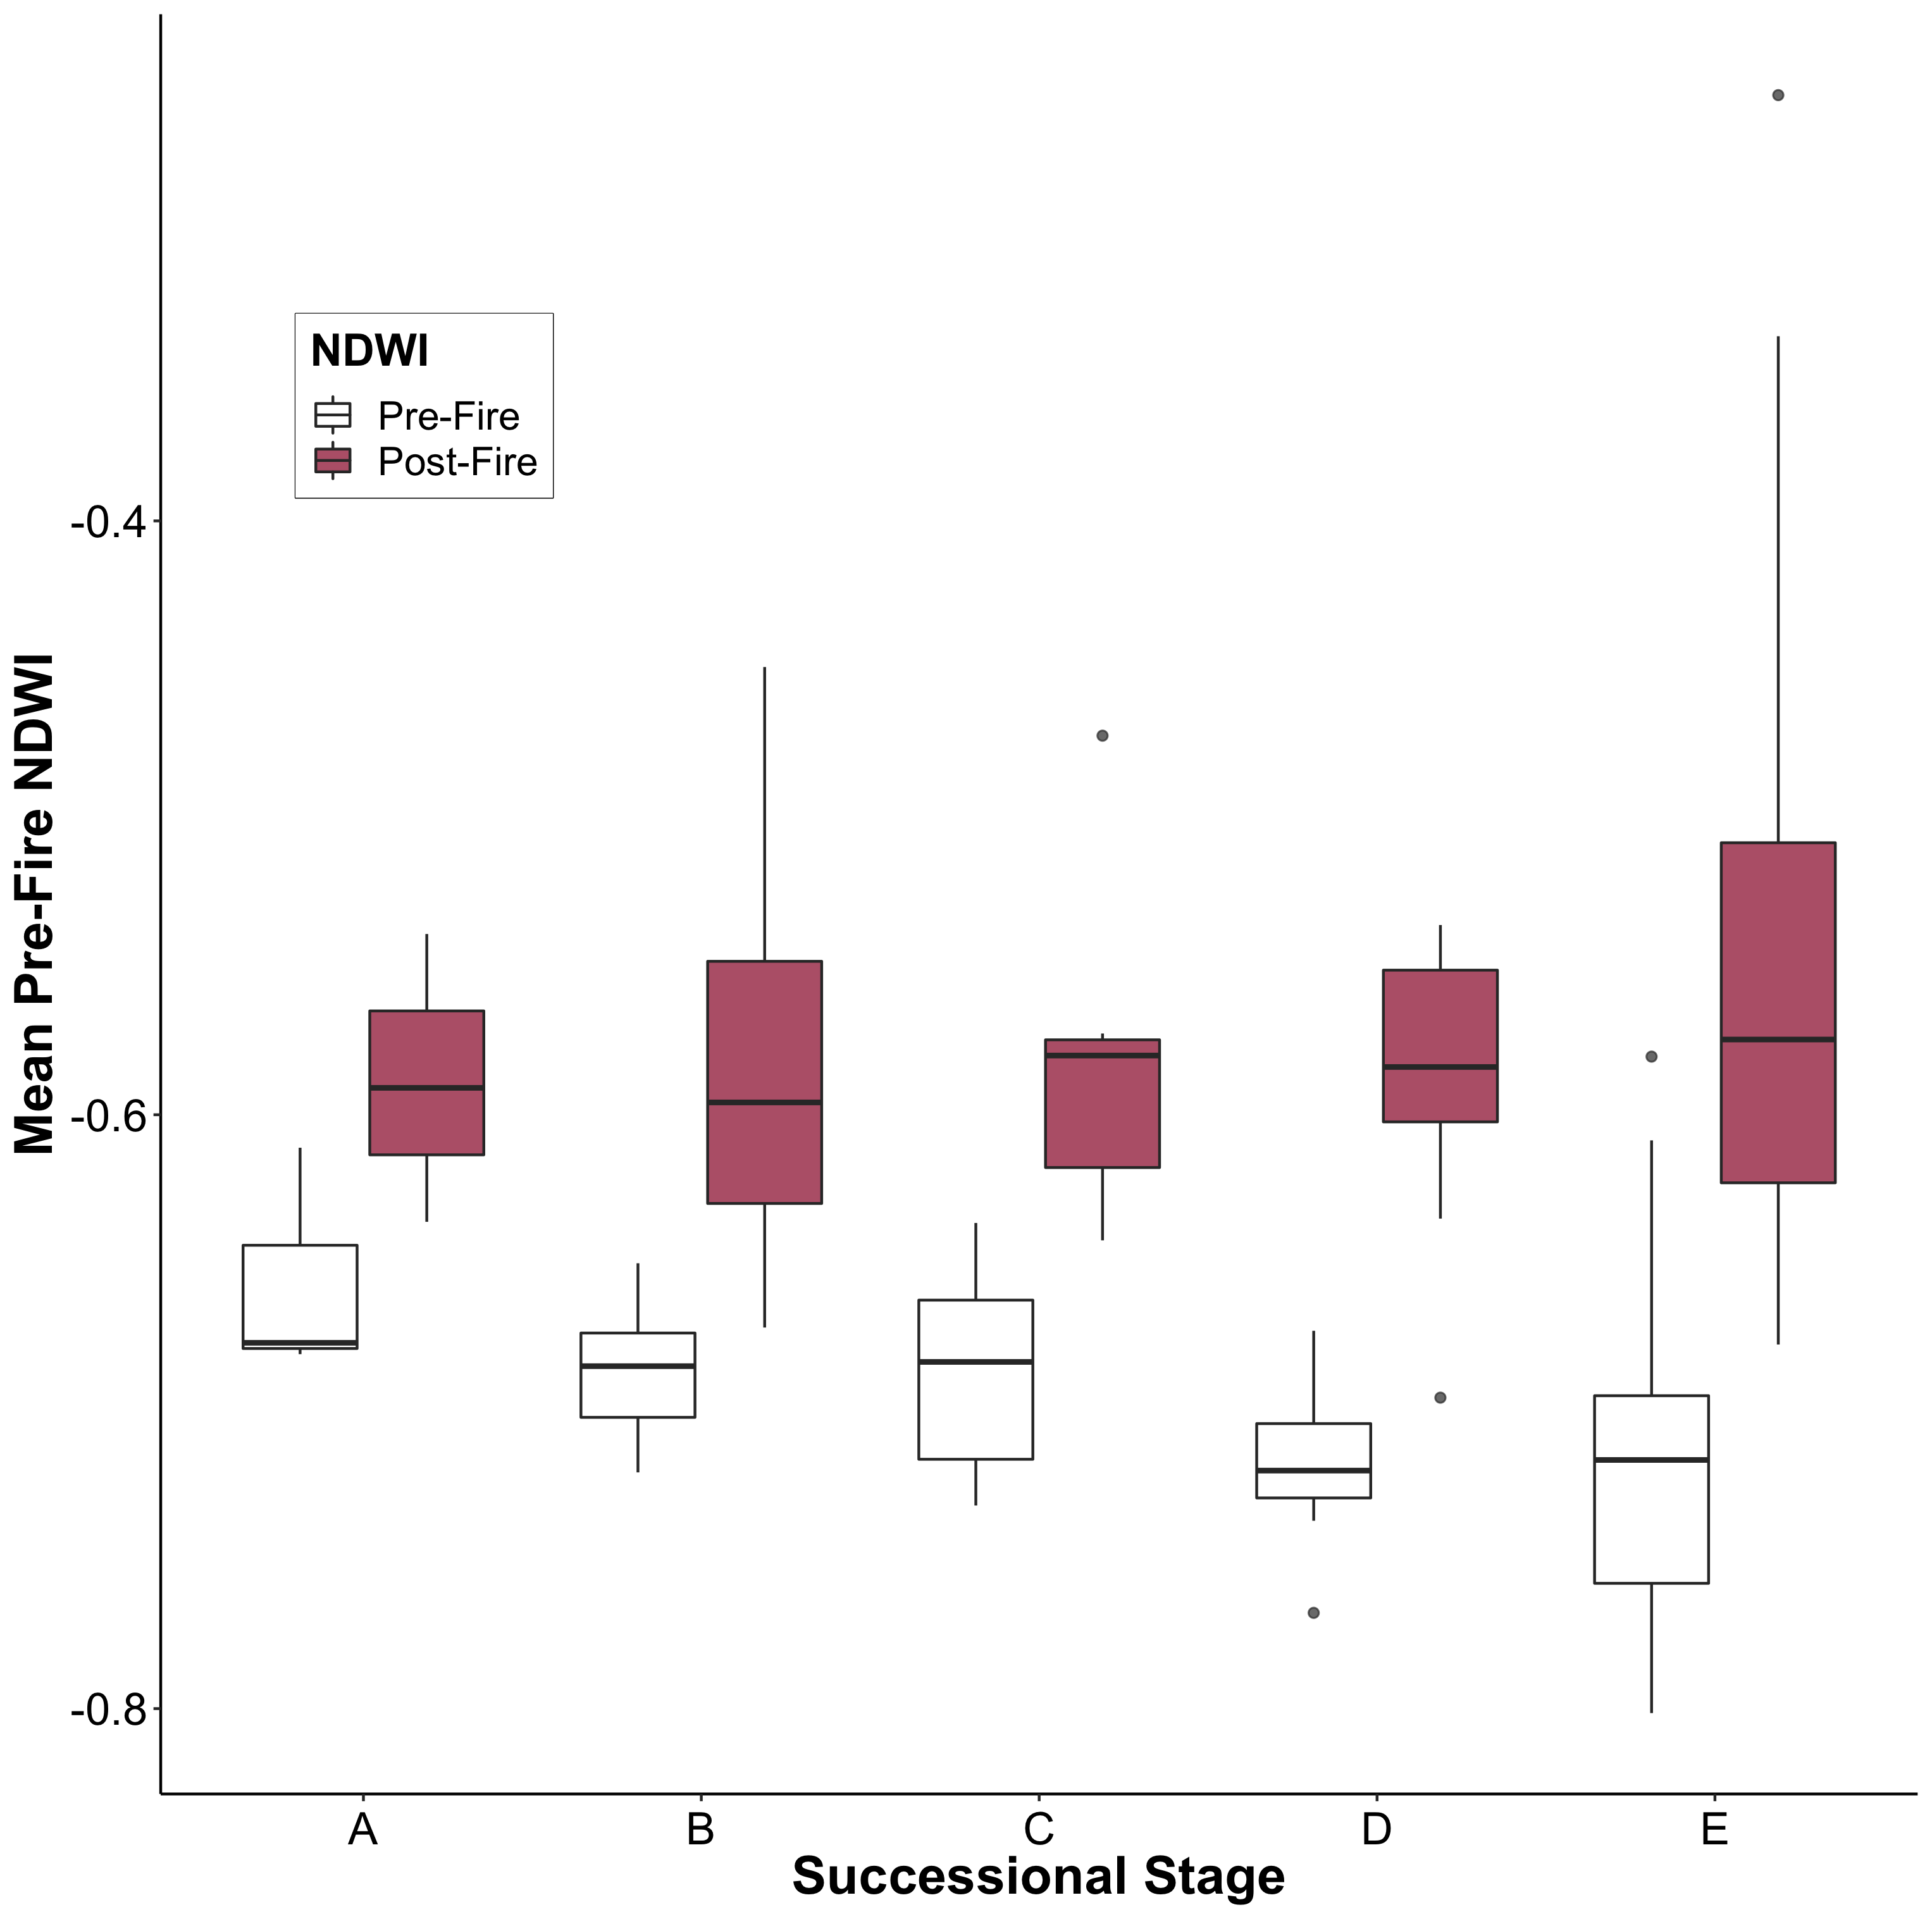 NDWI
Pre-Fire
Post-Fire
Mean Pre-Fire NDWI
-0.4
-0.6
-0.8
A B C D E
Successional Stage